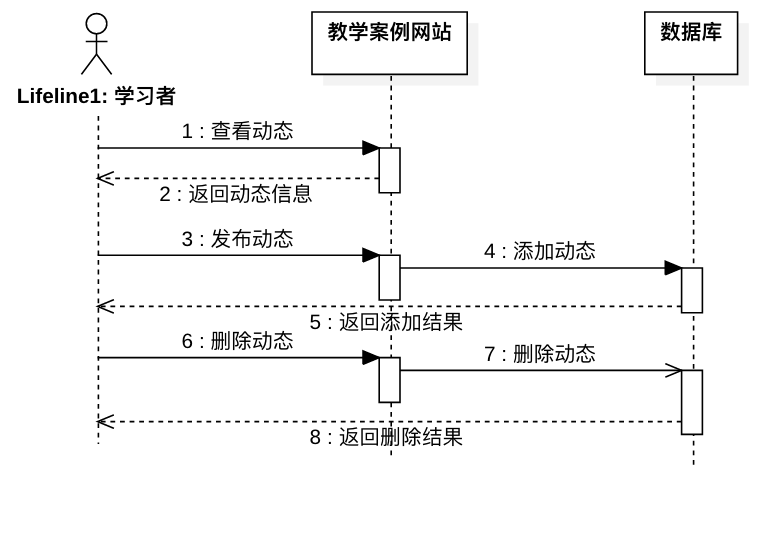 教学案例网站
数据库
Lifeline1: 学习者
1 : 查看动态
2 : 返回动态信息
3 : 发布动态
4 : 添加动态
5 : 返回添加结果
6 : 删除动态
7 : 删除动态
8 : 返回删除结果